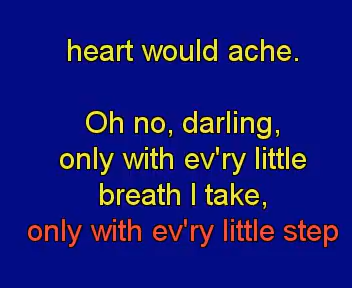 heart would ache.
Oh no, darling,
only with ev'ry little
breath I take,
only with ev'ry little step